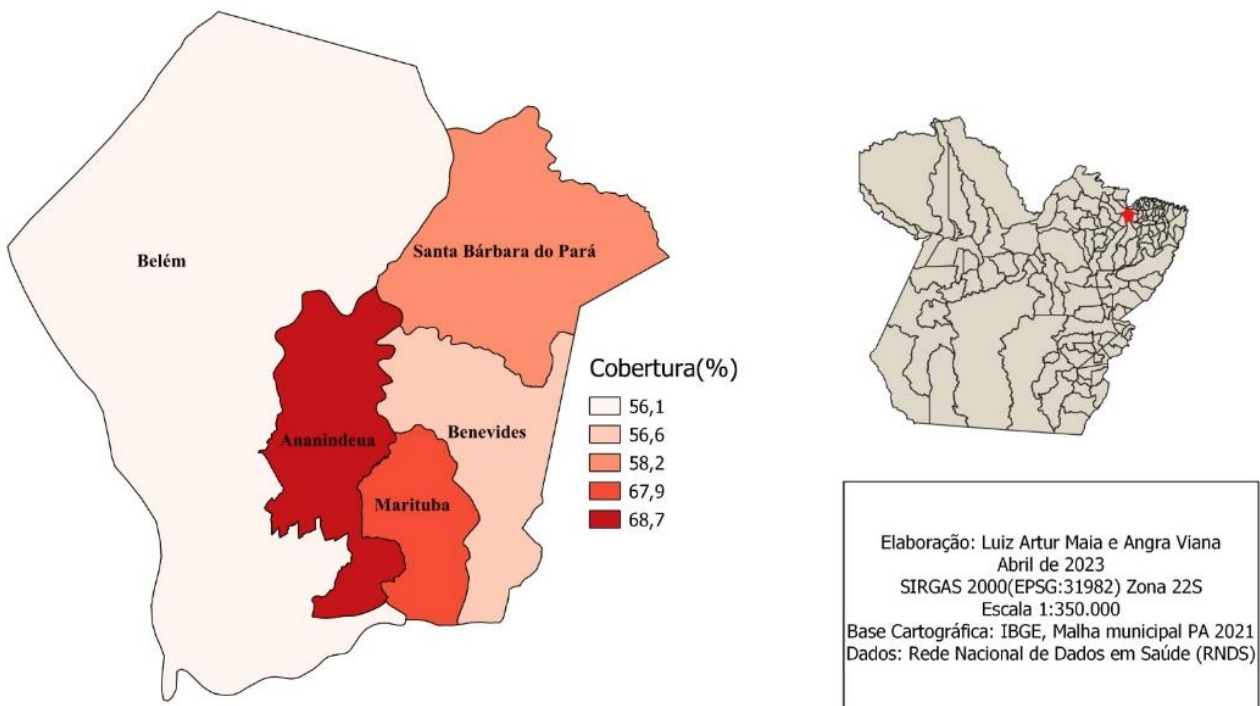 Belém
Santa Bárbara do Pará
Ananindeua
Benevides
Marituba
Cobertura(%)
56,1
56,6
58,2
67,9
68,7
Elaboração: Luiz Artur Maia e Angra Viana
Abril de 2023
SIRGAS 2000(EPSG:31982) Zona 22S
Escala 1:350.000
Base Cartográfica: IBGE, Malha municipal PA 2021
Dados: Rede Nacional de Dados em Saúde (RNDS)